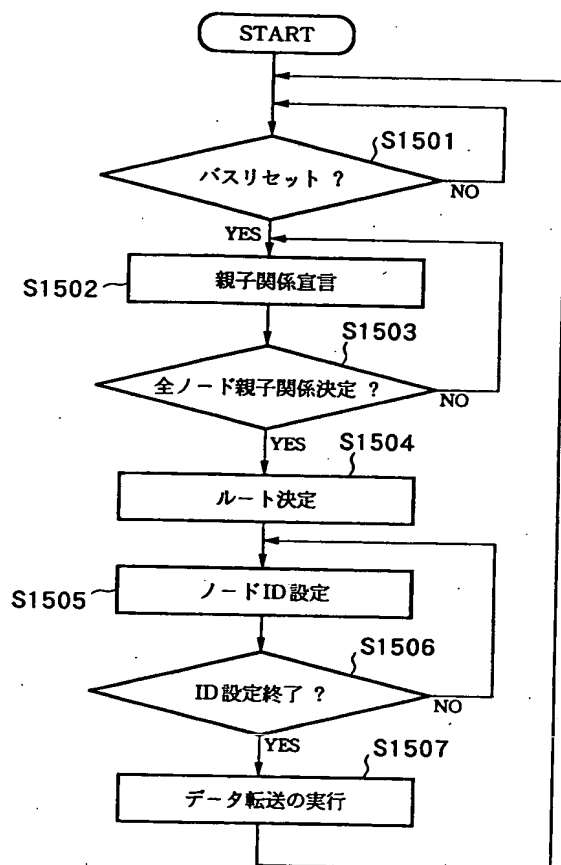 START
S1501
バスリセット ?
NO
YES
S1502
親子関係宣言
S1503
全ノード親子関係決定 ?
NO
YES
S1504
ルート決定
S1505
ノードID設定
S1506
ID設定終了 ?
NO
YES
S1507
データ転送の実行